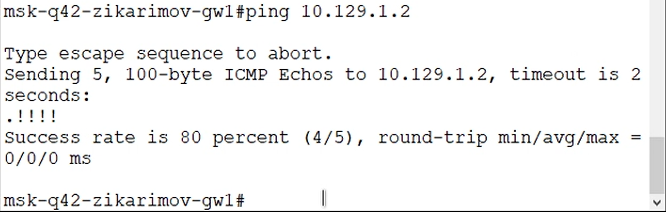 msk-q42-zikarimov-gw1#ping 10.129.1.2
Type escape sequence to abort.
Sending 5, 100-byte ICMP Echos to 10.129.1.2, timeout is 2
seconds:
.!!!!
Success rate is 80 percent (4/5), round-trip min/avg/max =
0/0/0 ms
msk-q42-zikarimov-gw1#